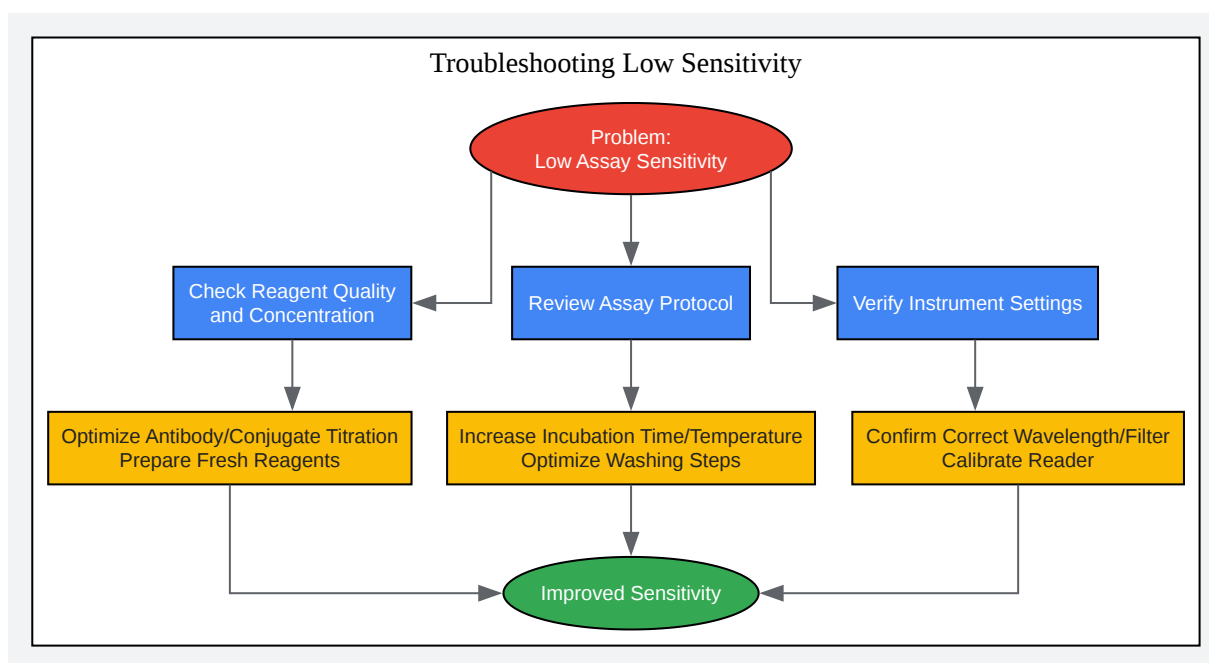 Troubleshooting Low Sensitivity
Problem:
Low Assay Sensitivity
Check Reagent Quality
and Concentration
Review Assay Protocol
Verify Instrument Settings
Optimize Antibody/Conjugate Titration
Prepare Fresh Reagents
Increase Incubation Time/Temperature
Optimize Washing Steps
Confirm Correct Wavelength/Filter
Calibrate Reader
Improved Sensitivity